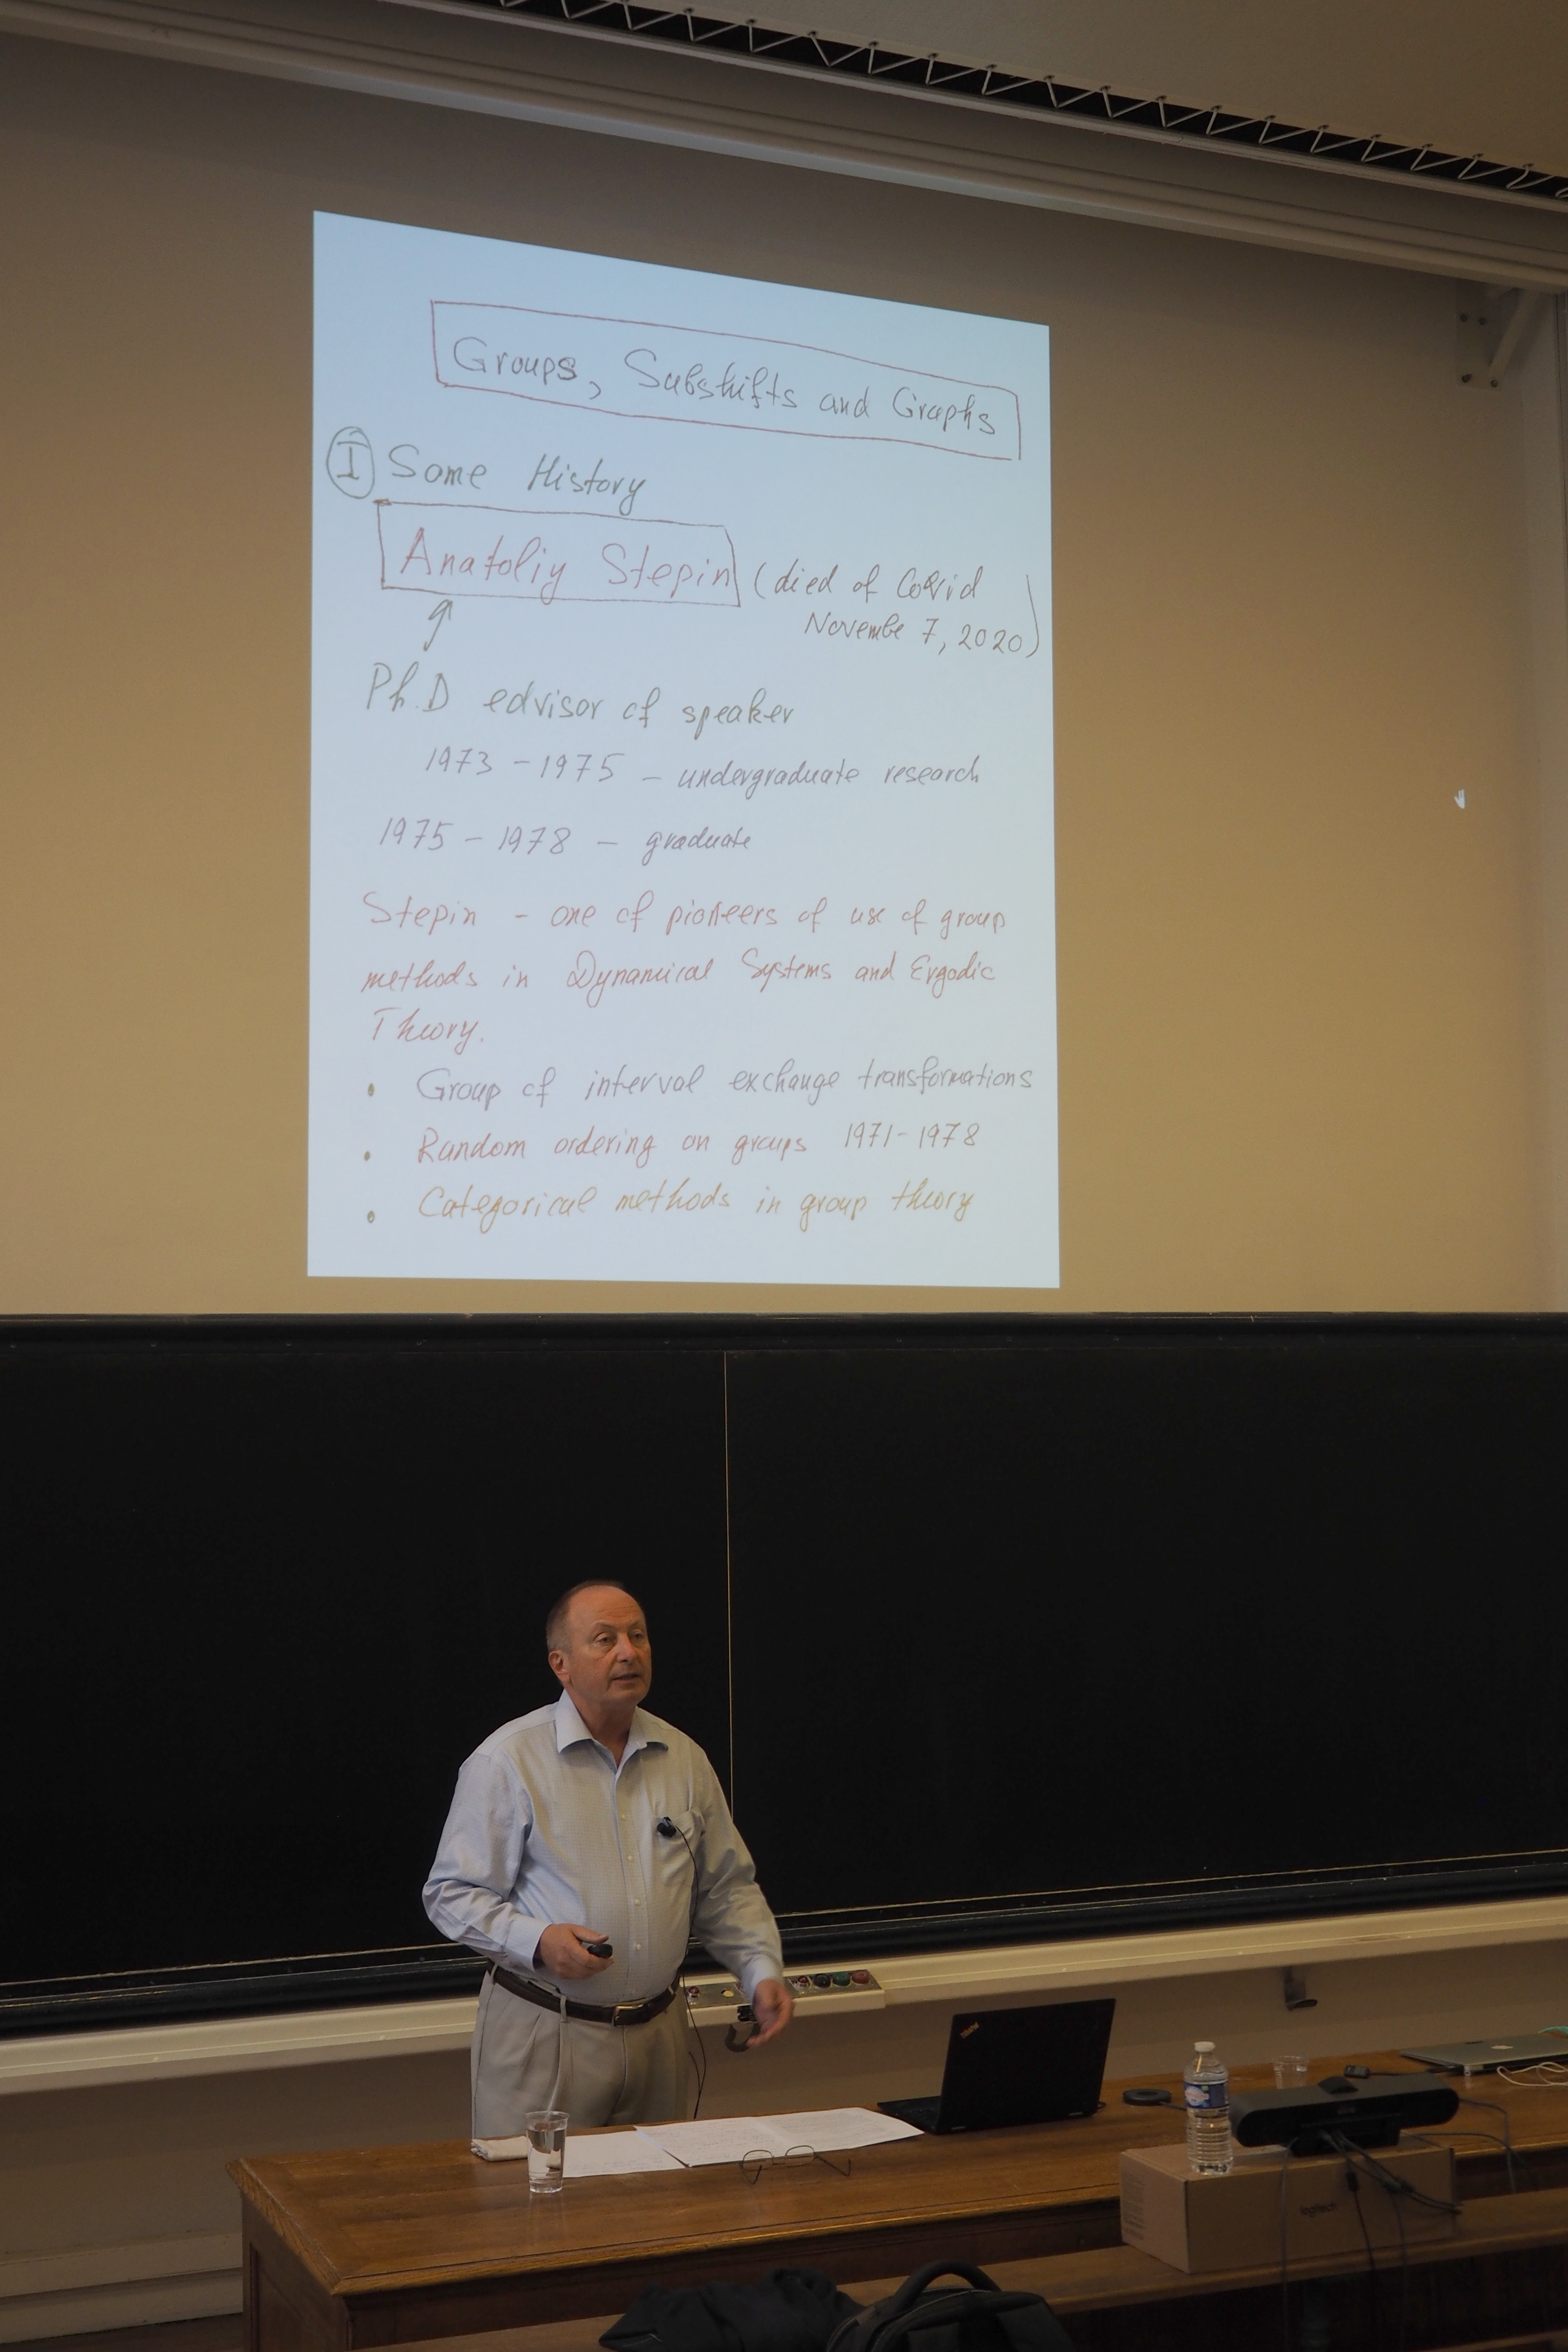 Groups, Subshifts and Graphs
I Some History
Anatoliy Stepin (died of Covid
Novembe 7, 2020)
Ph.D edvisor of speaker
1973 - 1975 - undergraduate research
1975 - 1978 - graduate
Stepin - one of pioneers of use of group
methods in Dynamical Systems and Ergodic
Theory.
• Group of interval exchange transformations
• Random ordering on groups 1971-1978
• Categorical methods in group theory
ThinkPad
logitech